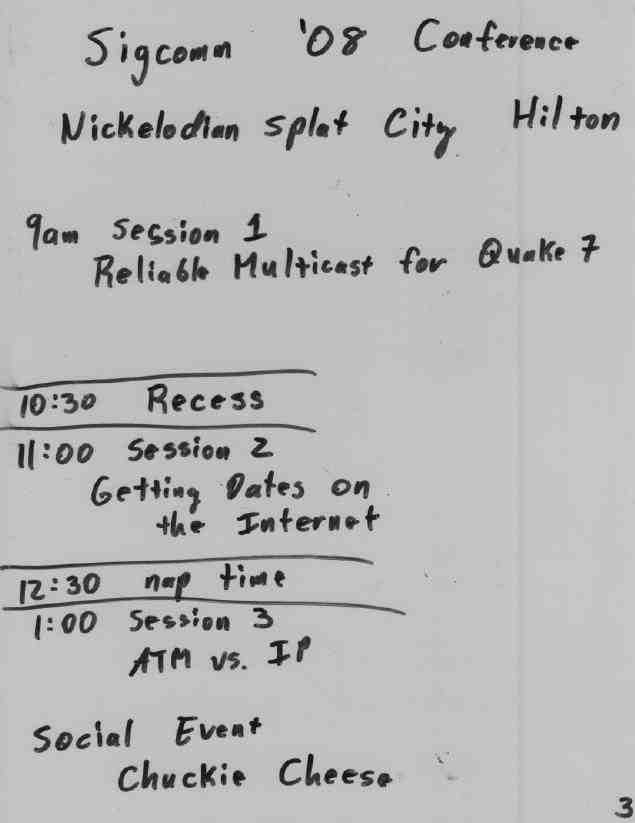 Sigcomm '08 Conference
Nickelodian Splat City Hilton
9am Session 1
Reliable Multicast for Quake 7
10:30 Recess
11:00 Session 2
Getting Dates on
the Internet
12:30 nap time
1:00 Session 3
ATM vs. IP
Social Event
Chuckie Cheese
3